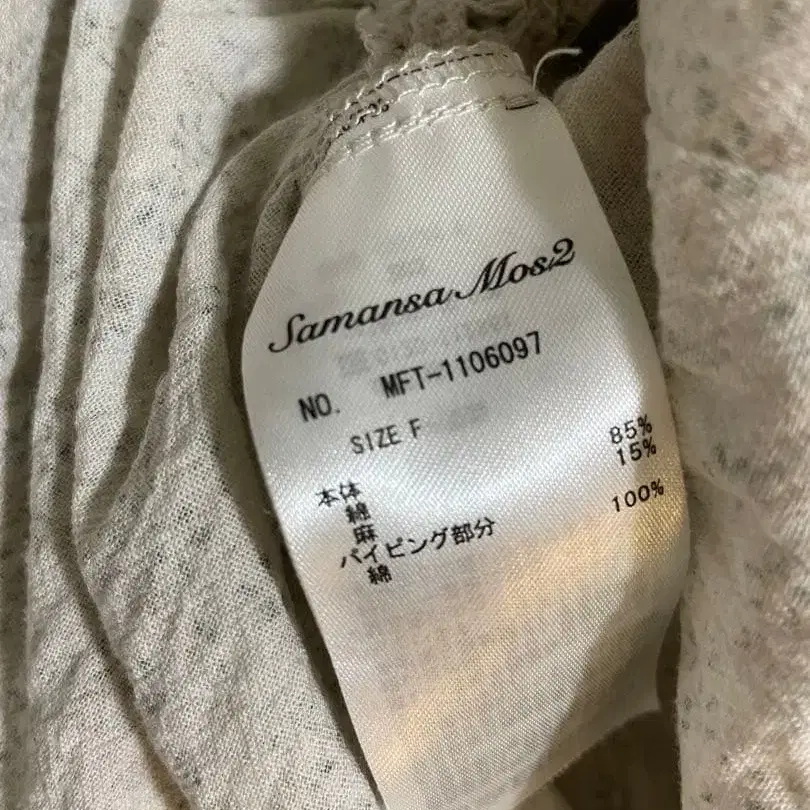 Samansa Mos2
NO. MFT-1106097
SIZE F
本体
綿 85%
麻 15%
パイピング部分
綿 100%